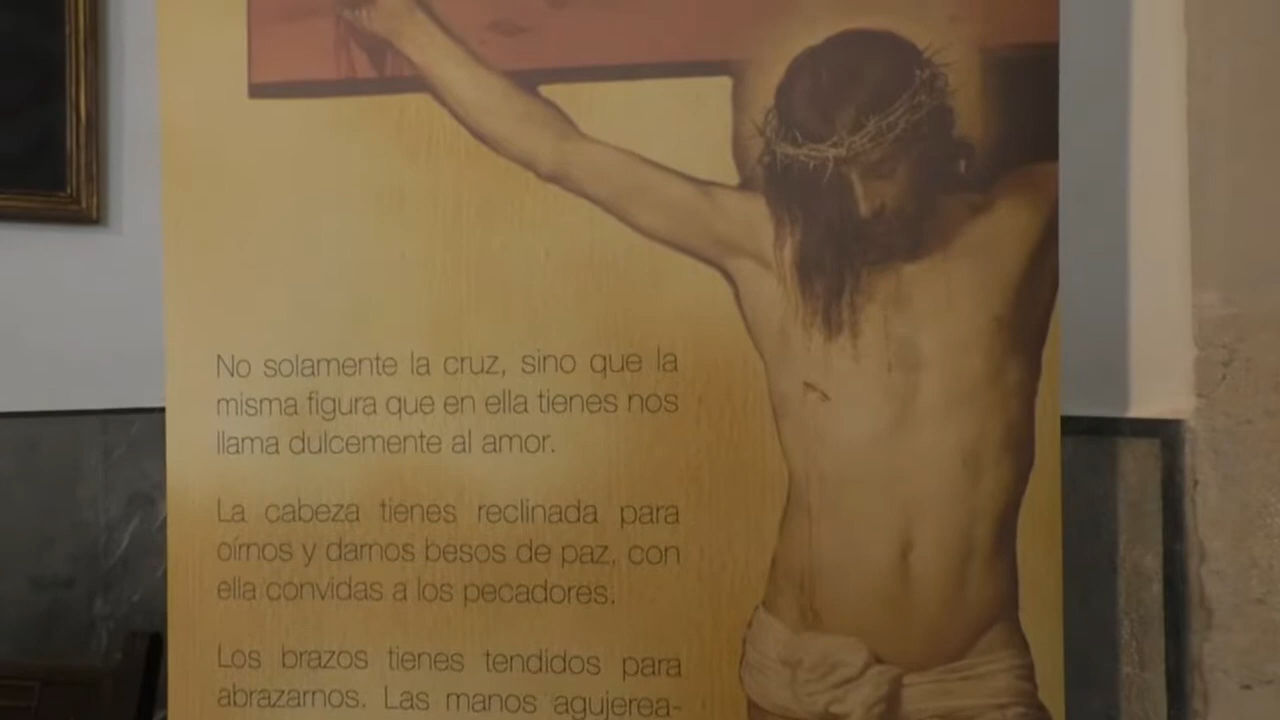 No solamente la cruz, sino que la
misma figura que en ella tienes nos
llama dulcemente al amor.
La cabeza tienes reclinada para
oírnos y darnos besos de paz, con
ella convidas a los pecadores.
Los brazos tienes tendidos para
abrazarnos. Las manos agujerea-